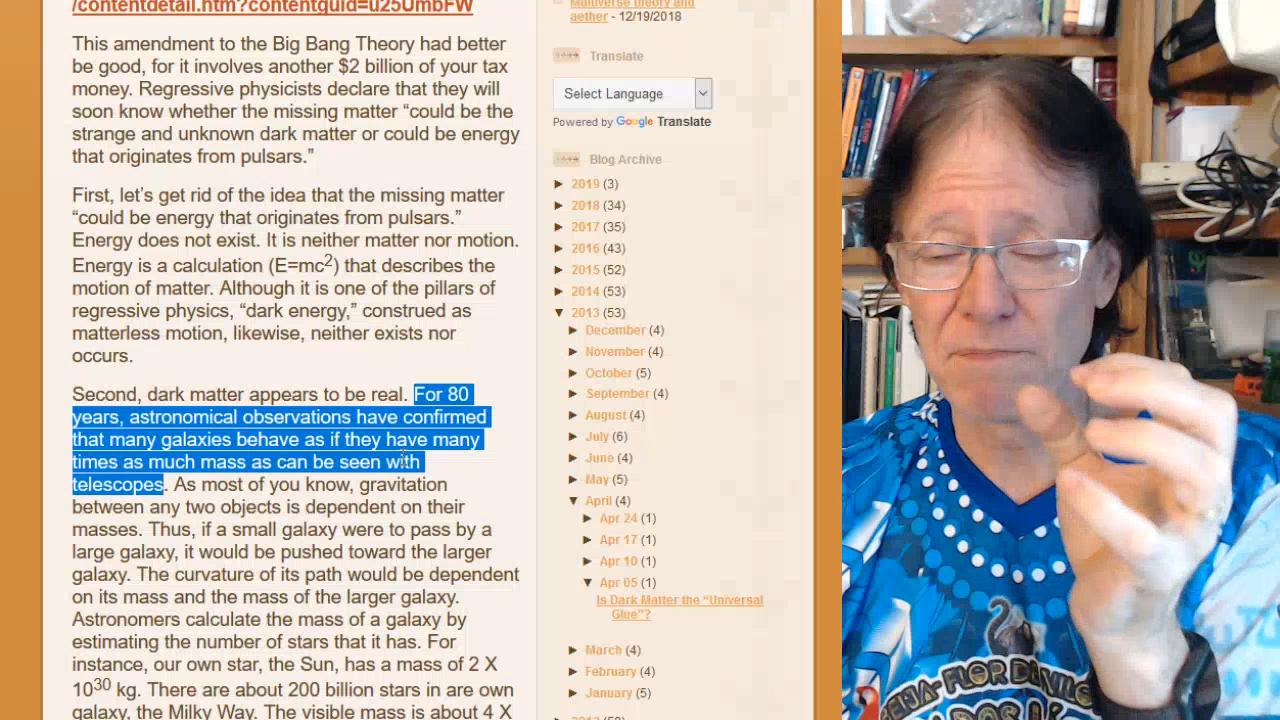 /contentdetail.htm?contentguid=u25UmbFW
This amendment to the Big Bang Theory had better
be good, for it involves another $2 billion of your tax
money. Regressive physicists declare that they will
soon know whether the missing matter “could be the
strange and unknown dark matter or could be energy
that originates from pulsars.”
First, let’s get rid of the idea that the missing matter
“could be energy that originates from pulsars.”
Energy does not exist. It is neither matter nor motion.
Energy is a calculation (E=mc2) that describes the
motion of matter. Although it is one of the pillars of
regressive physics, “dark energy,” construed as
matterless motion, likewise, neither exists nor
occurs.
Second, dark matter appears to be real. For 80
years, astronomical observations have confirmed
that many galaxies behave as if they have many
times as much mass as can be seen with
telescopes. As most of you know, gravitation
between any two objects is dependent on their
masses. Thus, if a small galaxy were to pass by a
large galaxy, it would be pushed toward the larger
galaxy. The curvature of its path would be dependent
on its mass and the mass of the larger galaxy.
Astronomers calculate the mass of a galaxy by
estimating the number of stars that it has. For
instance, our own star, the Sun, has a mass of 2 X
1030 kg. There are about 200 billion stars in are own
galaxy, the Milky Way. The visible mass is about 4 X
Multiverse theory and
aether - 12/19/2018
Translate
Select Language
Powered by Google Translate
Blog Archive
► 2019 (3)
► 2018 (34)
► 2017 (35)
► 2016 (43)
► 2015 (52)
► 2014 (53)
▼ 2013 (53)
► December (4)
► November (4)
► October (5)
► September (4)
► August (4)
► July (6)
► June (4)
► May (5)
▼ April (4)
► Apr 24 (1)
► Apr 17 (1)
► Apr 10 (1)
▼ Apr 05 (1)
Is Dark Matter the “Universal
Glue”?
► March (4)
► February (4)
► January (5)